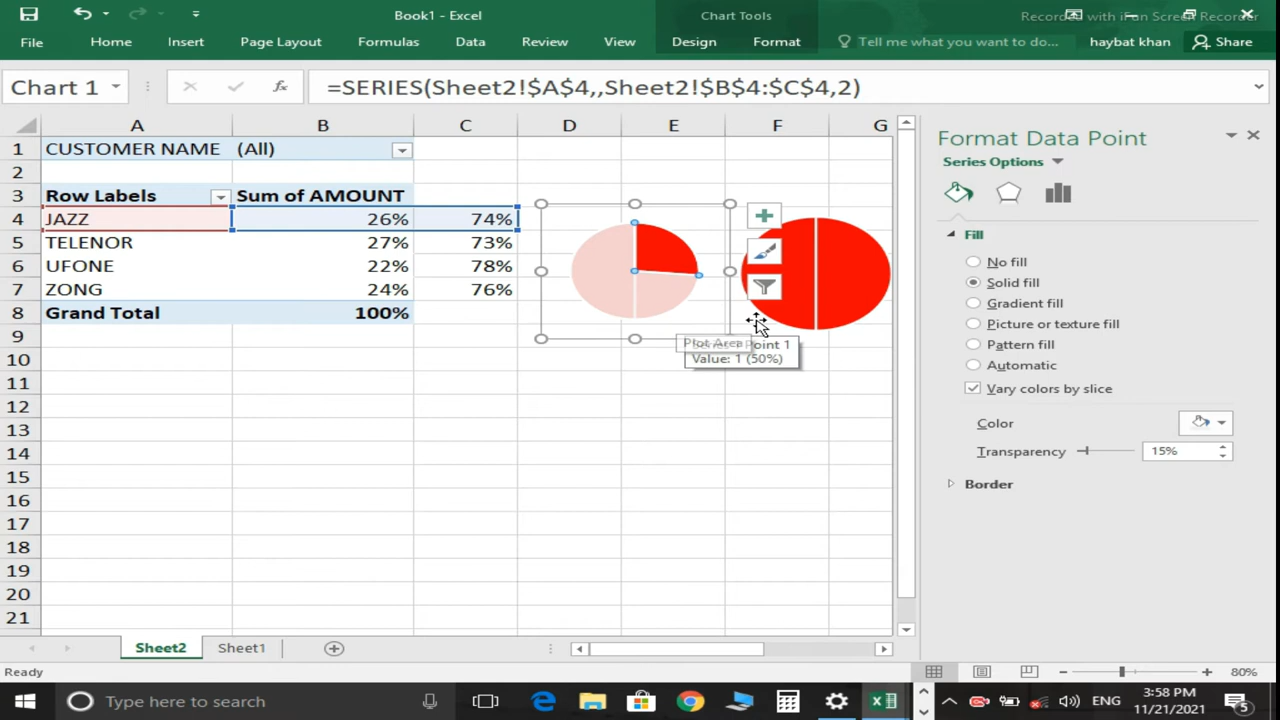 Book1 - Excel
Chart Tools
Recorded with iFun Screen Recorder
File Home Insert Page Layout Formulas Data Review View Design Format Tell me what you want to do... haybat khan Share
Chart 1 fx =SERIES(Sheet2!$A$4,,Sheet2!$B$4:$C$4,2)
A B C D E F G
1 CUSTOMER NAME (All)
2
3 Row Labels Sum of AMOUNT
4 JAZZ 26% 74%
5 TELENOR 27% 73%
6 UFONE 22% 78%
7 ZONG 24% 76%
8 Grand Total 100%
9
10
11
12
13
14
15
16
17
18
19
20
21
Plot Area
Point 1
Value: 1 (50%)
Format Data Point
Series Options
Fill
No fill
Solid fill
Gradient fill
Picture or texture fill
Pattern fill
Automatic
Vary colors by slice
Color
Transparency 15%
Border
Sheet2 Sheet1
Ready 80%
Type here to search
ENG
3:58 PM
11/21/2021
5